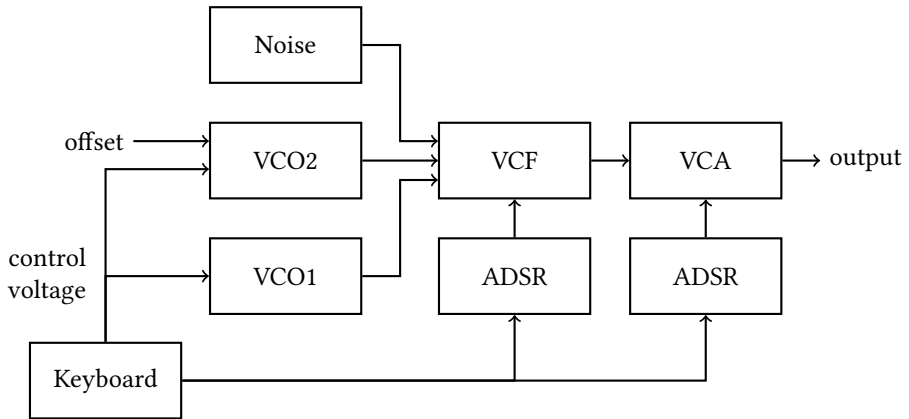 Noise
offset
VCO2
VCF
VCA
output
control
voltage
VCO1
ADSR
ADSR
Keyboard